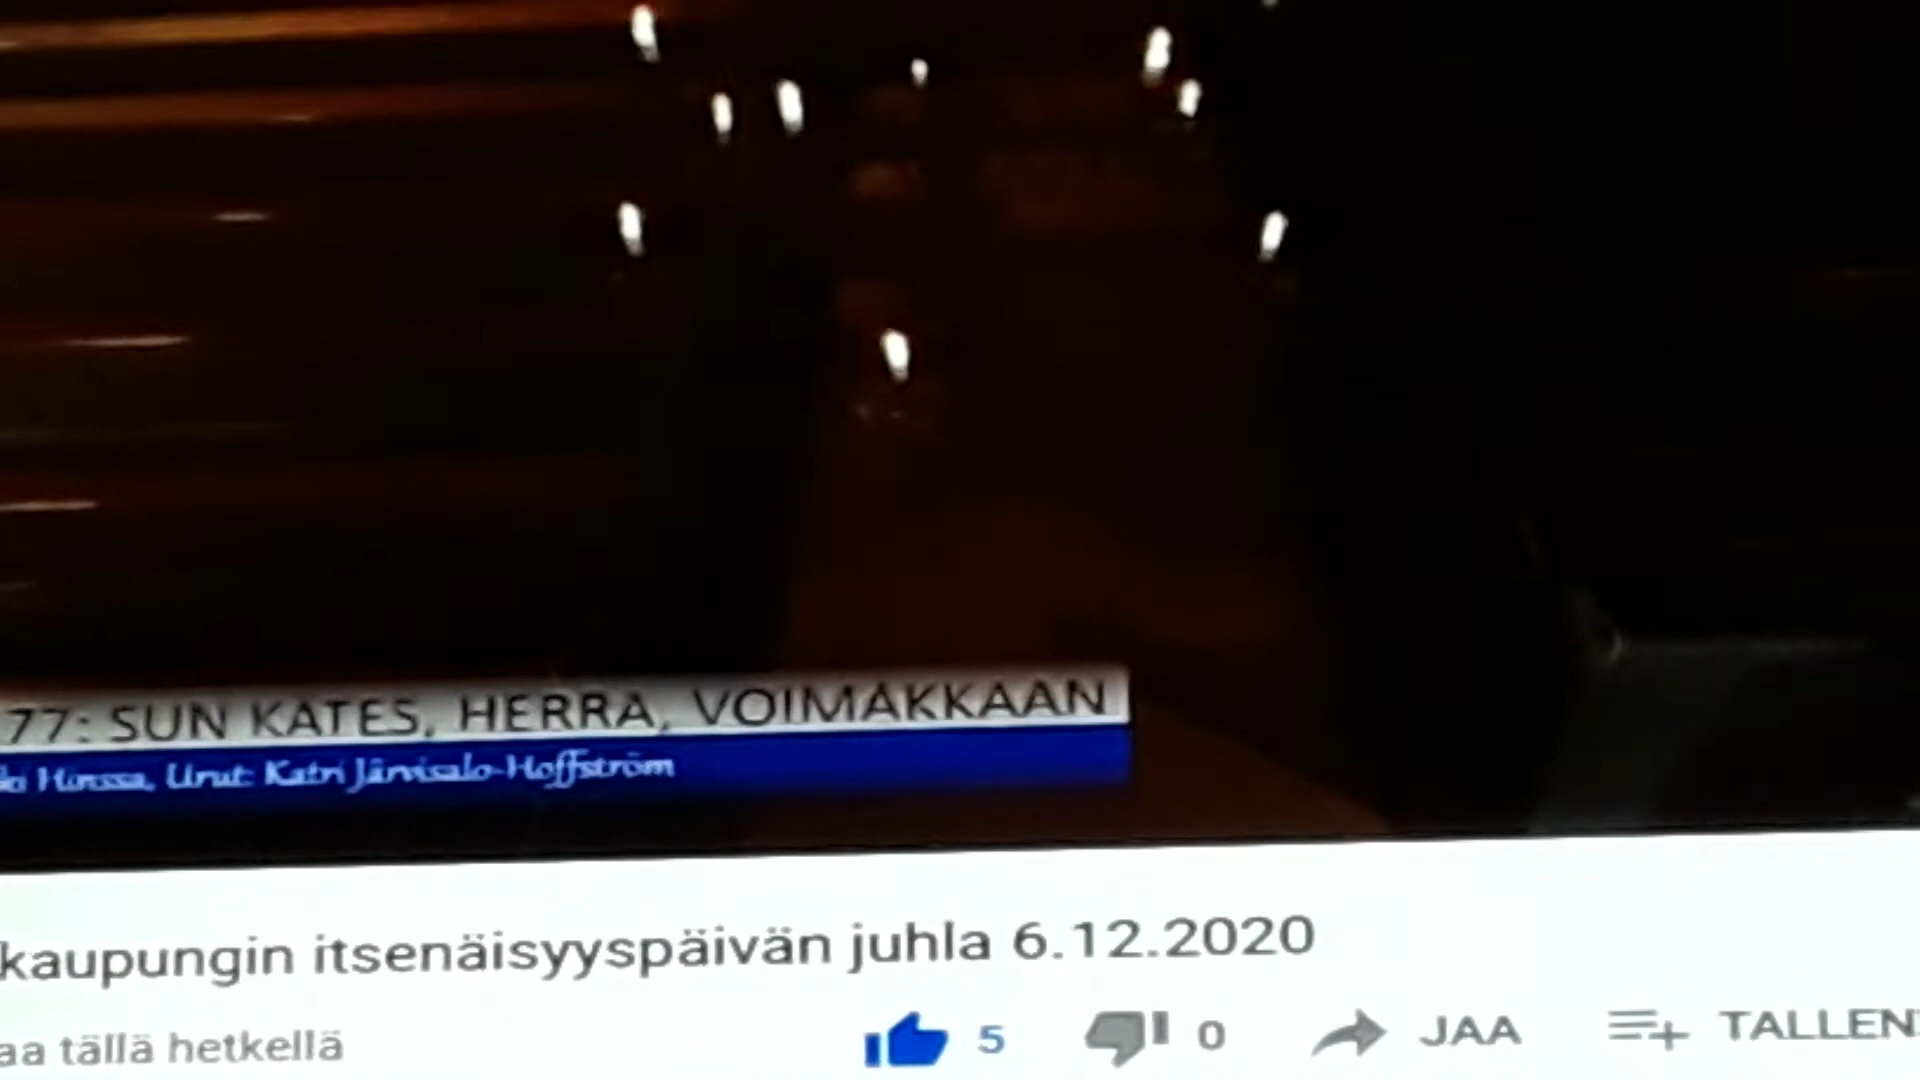 77: SUN KATES, HERRA, VOIMAKKAAN
Hinssa, Urut: Katri Järvisalo-Hoffström
kaupungin itsenäisyyspäivän juhla 6.12.2020
aa tällä hetkellä
5 0 JAA TALLEN